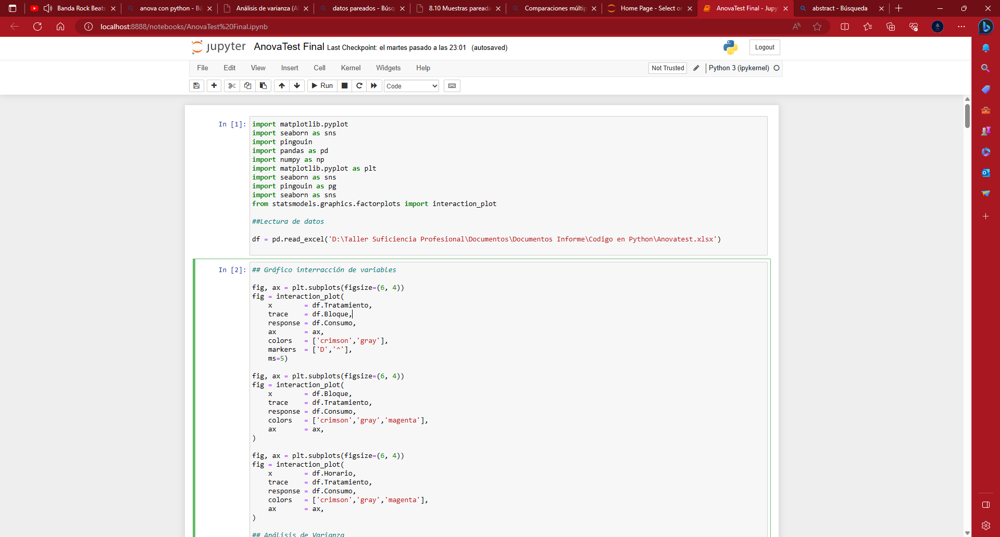 Banda Rock Beats
anova con python - Bú
Análisis de varianza (A
datos pareados - Búsq
8.10 Muestras pareada
Comparaciones múltip
Home Page - Select or
AnovaTest Final - Jupy
abstract - Búsqueda
localhost:8888/notebooks/AnovaTest%20Final.ipynb
jupyter AnovaTest Final Last Checkpoint: el martes pasado a las 23:01 (autosaved)
Logout
File Edit View Insert Cell Kernel Widgets Help
Not Trusted
Python 3 (ipykernel)
Run
Code
In [1]: import matplotlib.pyplot
import seaborn as sns
import pingouin
import pandas as pd
import numpy as np
import matplotlib.pyplot as plt
import seaborn as sns
import pingouin as pg
import seaborn as sns
from statsmodels.graphics.factorplots import interaction_plot
##Lectura de datos
df = pd.read_excel('D:\Taller Suficiencia Profesional\Documentos\Documentos Informe\Codigo en Python\Anovatest.xlsx')
In [2]: ## Gráfico interracción de variables
fig, ax = plt.subplots(figsize=(6, 4))
fig = interaction_plot(
    x        = df.Tratamiento,
    trace    = df.Bloque,
    response = df.Consumo,
    ax       = ax,
    colors   = ['crimson','gray'],
    markers  = ['D','^'],
    ms=5)
fig, ax = plt.subplots(figsize=(6, 4))
fig = interaction_plot(
    x        = df.Bloque,
    trace    = df.Tratamiento,
    response = df.Consumo,
    colors   = ['crimson','gray','magenta'],
    ax       = ax,
)
fig, ax = plt.subplots(figsize=(6, 4))
fig = interaction_plot(
    x        = df.Horario,
    trace    = df.Tratamiento,
    response = df.Consumo,
    colors   = ['crimson','gray','magenta'],
    ax       = ax,
)
## Análisis de Varianza